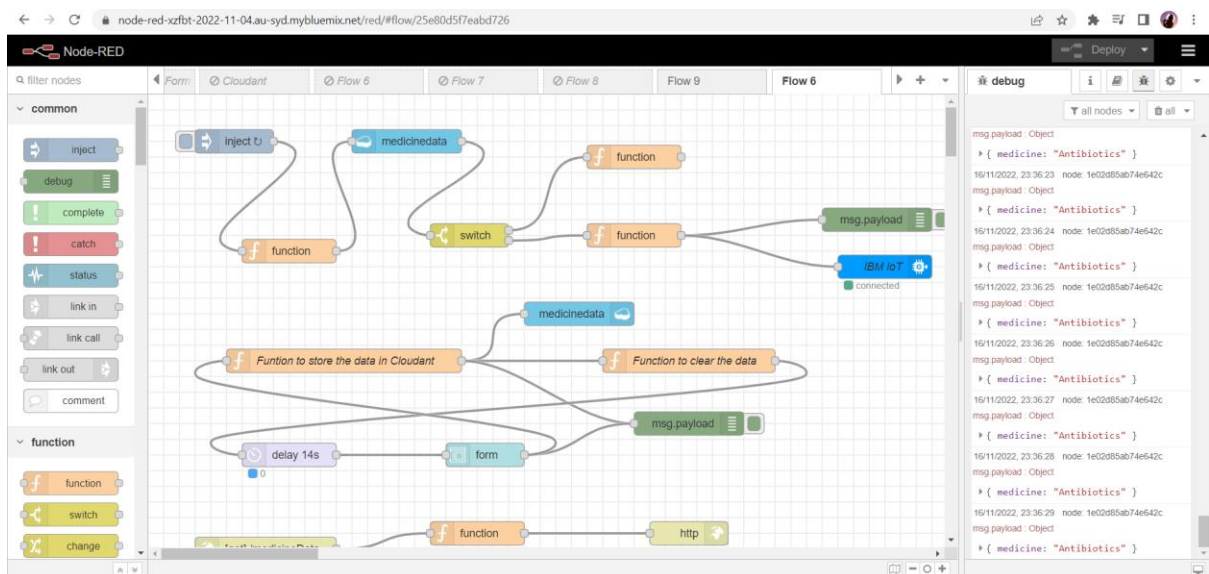 node-red-xzfbt-2022-11-04.au-syd.mybluemix.net/red/#flow/25e80d5f7eabd726
Node-RED
Deploy
filter nodes
Form
Cloudant
Flow 6
Flow 7
Flow 8
Flow 9
Flow 6
debug
all nodes
all
common
inject
debug
complete
catch
status
link in
link call
link out
comment
function
function
switch
change
inject ↻
medicinedata
function
switch
function
function
msg.payload
IBM IoT
connected
medicinedata
Funtion to store the data in Cloudant
Function to clear the data
msg.payload
delay 14s
form
0
function
http
msg.payload : Object
{ medicine: "Antibiotics" }
16/11/2022, 23:36:23 node: 1e02d85ab74e642c
msg.payload : Object
{ medicine: "Antibiotics" }
16/11/2022, 23:36:24 node: 1e02d85ab74e642c
msg.payload : Object
{ medicine: "Antibiotics" }
16/11/2022, 23:36:25 node: 1e02d85ab74e642c
msg.payload : Object
{ medicine: "Antibiotics" }
16/11/2022, 23:36:26 node: 1e02d85ab74e642c
msg.payload : Object
{ medicine: "Antibiotics" }
16/11/2022, 23:36:27 node: 1e02d85ab74e642c
msg.payload : Object
{ medicine: "Antibiotics" }
16/11/2022, 23:36:28 node: 1e02d85ab74e642c
msg.payload : Object
{ medicine: "Antibiotics" }
16/11/2022, 23:36:29 node: 1e02d85ab74e642c
msg.payload : Object
{ medicine: "Antibiotics" }